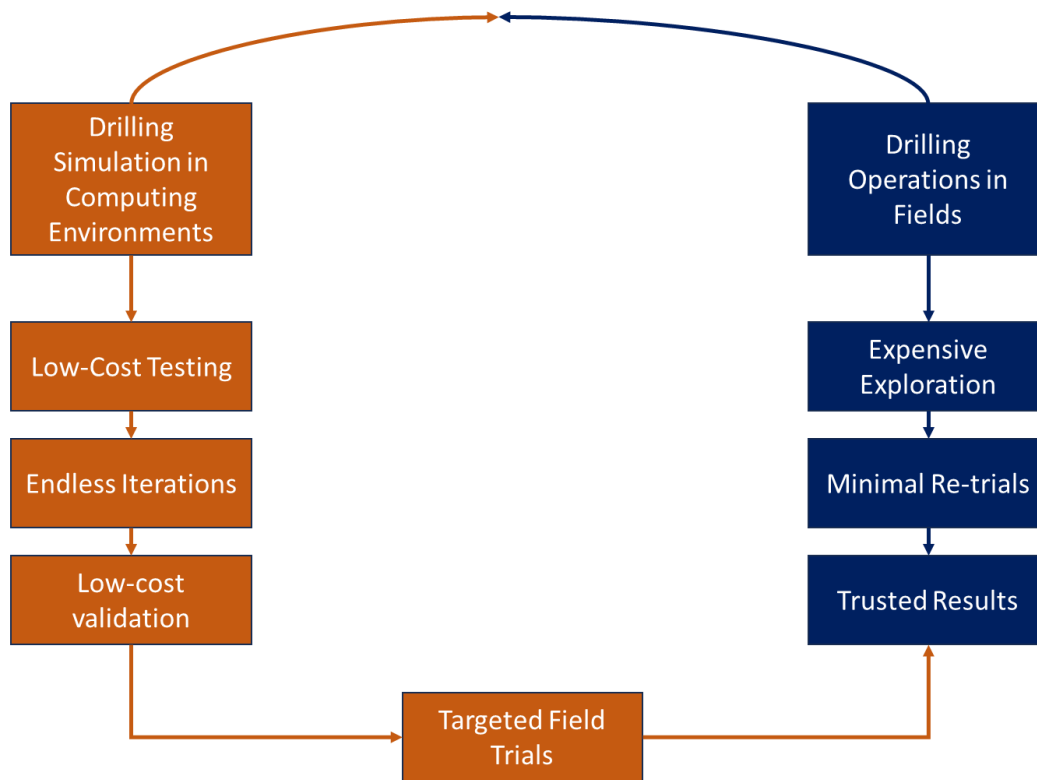 Drilling
Simulation in
Computing
Environments
Low-Cost Testing
Endless Iterations
Low-cost
validation
Targeted Field
Trials
Drilling
Operations in
Fields
Expensive
Exploration
Minimal Re-trials
Trusted Results